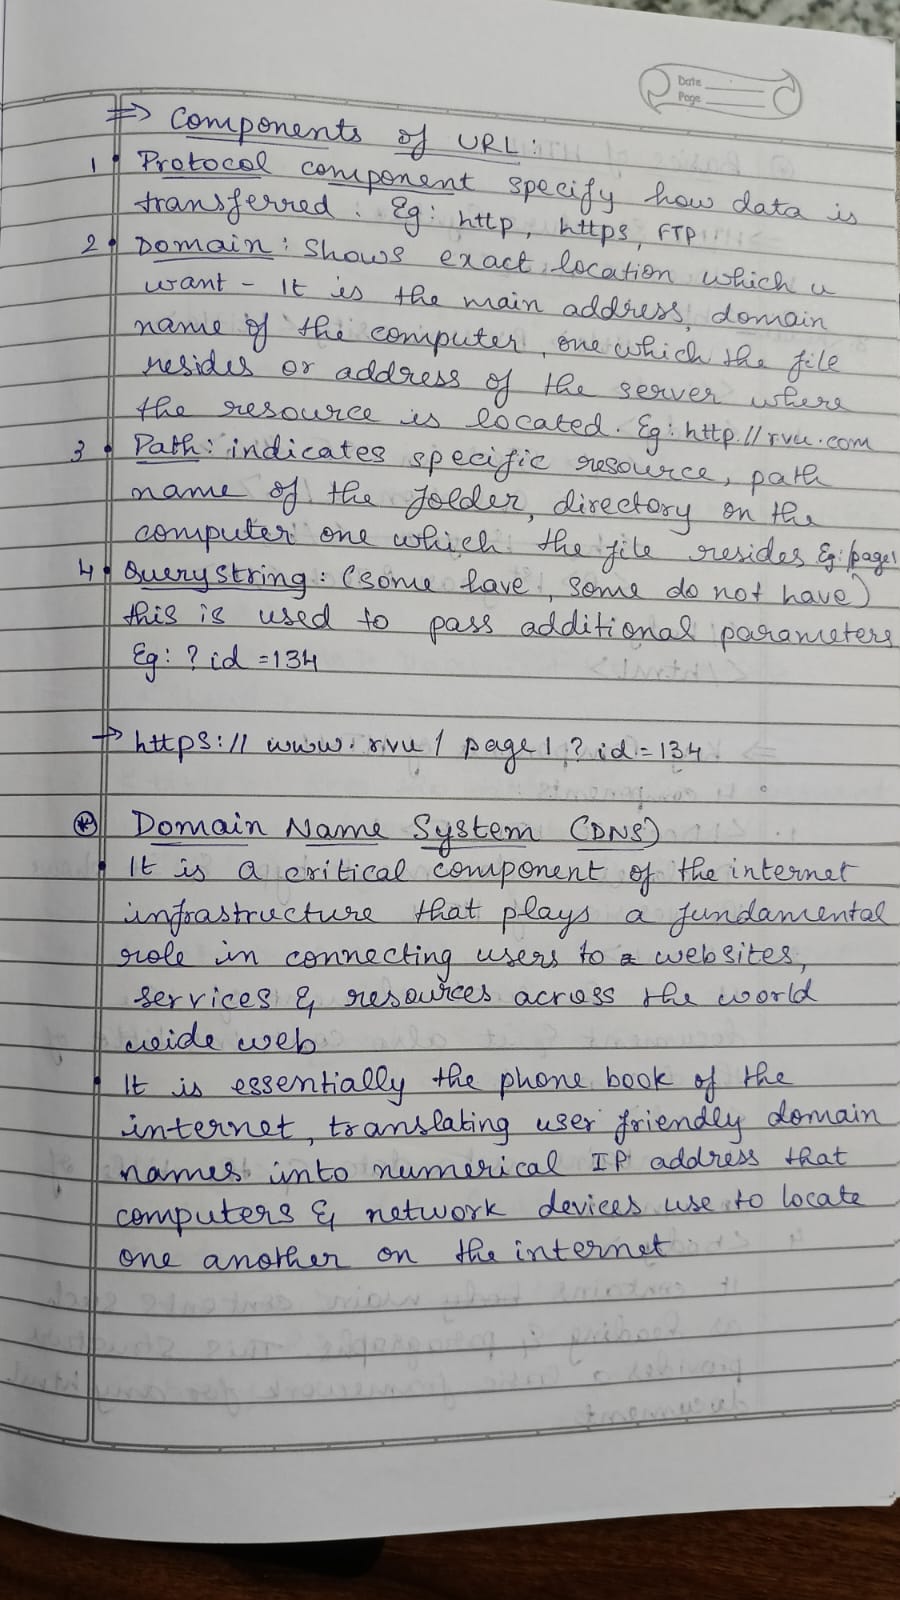 Date
Page
=> Components of URL:
1. Protocol component specify how data is
transferred. Eg: http, https, FTP
2. Domain: Shows exact location which u
want - It is the main address, domain
name of the computer, one which the file
resides or address of the server where
the resource is located. Eg: http://rvu.com
3. Path: indicates specific resource, path
name of the folder, directory on the
computer one which the file resides Eg: page1
4. Query String: (some have, some do not have)
this is used to pass additional parameters
Eg: ?id=134
→ https://www.rvu/page1?id=134.
* Domain Name System (DNS)
• It is a critical component of the internet
infrastructure that plays a fundamental
role in connecting users to websites,
services & resources across the world
weide web
• It is essentially the phone book of the
internet, translating user friendly domain
names into numerical IP address that
computers & network devices use to locate
one another on the internet